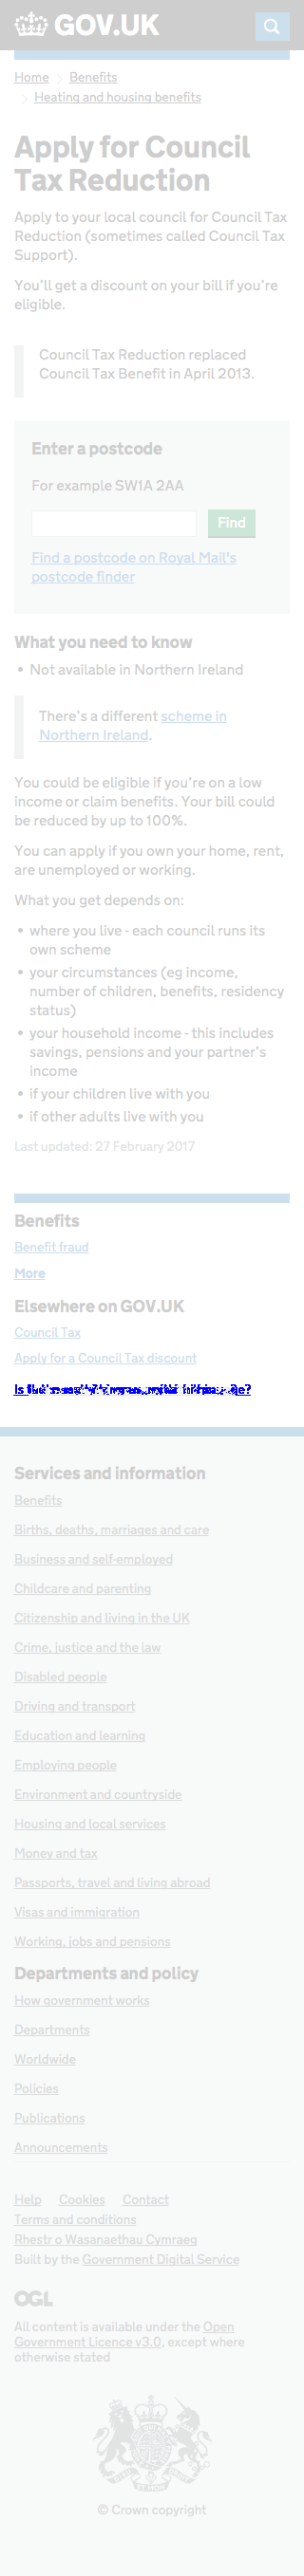 GOV.UK
Home
Benefits
Heating and housing benefits
Apply for Council
Tax Reduction
Apply to your local council for Council Tax
Reduction (sometimes called Council Tax
Support).
You'll get a discount on your bill if you're
eligible.
Council Tax Reduction replaced
Council Tax Benefit in April 2013.
Enter a postcode
For example SW1A 2AA
Find
Find a postcode on Royal Mail's
postcode finder
What you need to know
• Not available in Northern Ireland
There's a different scheme in
Northern Ireland.
You could be eligible if you're on a low
income or claim benefits. Your bill could
be reduced by up to 100%.
You can apply if you own your home, rent,
are unemployed or working.
What you get depends on:
• where you live - each council runs its
own scheme
• your circumstances (eg income,
number of children, benefits, residency
status)
• your household income - this includes
savings, pensions and your partner's
income
• if your children live with you
• if other adults live with you
Last updated: 27 February 2017
Benefits
Benefit fraud
More
Elsewhere on GOV.UK
Council Tax
Apply for a Council Tax discount
Is
Services and information
Benefits
Births, deaths, marriages and care
Business and self-employed
Childcare and parenting
Citizenship and living in the UK
Crime, justice and the law
Disabled people
Driving and transport
Education and learning
Employing people
Environment and countryside
Housing and local services
Money and tax
Passports, travel and living abroad
Visas and immigration
Working, jobs and pensions
Departments and policy
How government works
Departments
Worldwide
Policies
Publications
Announcements
Help Cookies Contact
Terms and conditions
Rhestr o Wasanaethau Cymraeg
Built by the Government Digital Service
OGL
All content is available under the Open
Government Licence v3.0, except where
otherwise stated
© Crown copyright